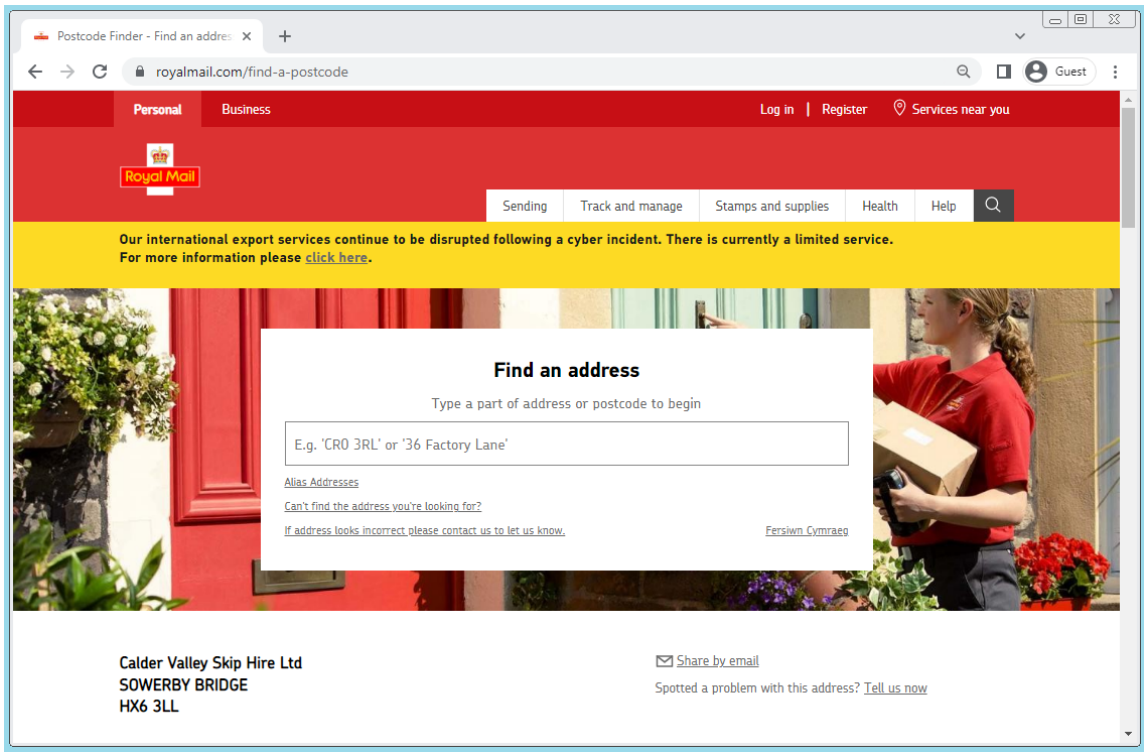 Postcode Finder - Find an addres
royalmail.com/find-a-postcode
Guest
Personal Business Log in | Register Services near you
Royal Mail
Sending Track and manage Stamps and supplies Health Help
Our international export services continue to be disrupted following a cyber incident. There is currently a limited service.
For more information please click here.
Find an address
Type a part of address or postcode to begin
E.g. 'CR0 3RL' or '36 Factory Lane'
Alias Addresses
Can't find the address you're looking for?
If address looks incorrect please contact us to let us know. Fersiwn Cymraeg
Calder Valley Skip Hire Ltd
SOWERBY BRIDGE
HX6 3LL
Share by email
Spotted a problem with this address? Tell us now